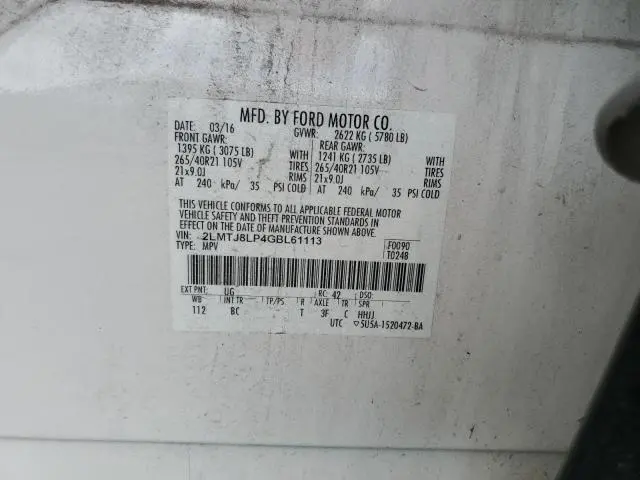 MFD. BY FORD MOTOR CO.
DATE: 03/16 GVWR: 2622 KG ( 5780 LB)
FRONT GAWR: REAR GAWR:
1395 KG ( 3075 LB) WITH 1241 KG ( 2735 LB) WITH
265/40R21 105V TIRES 265/40R21 105V TIRES
21x9.0J RIMS 21x9.0J RIMS
AT 240 kPa/ 35 PSI COLD AT 240 kPa/ 35 PSI COLD
THIS VEHICLE CONFORMS TO ALL APPLICABLE FEDERAL MOTOR
VEHICLE SAFETY AND THEFT PREVENTION STANDARDS IN
EFFECT ON THE DATE OF MANUFACTURE SHOWN ABOVE.
VIN: 2LMTJ8LP4GBL61113 F0090
TYPE: MPV T0248
EXT PNT: UG RC: 42 DSO:
WB INT TR TP/PS R AXLE TR SPR
112 BC T 3F C HHJJ
UTC 5U5A-1520472-BA